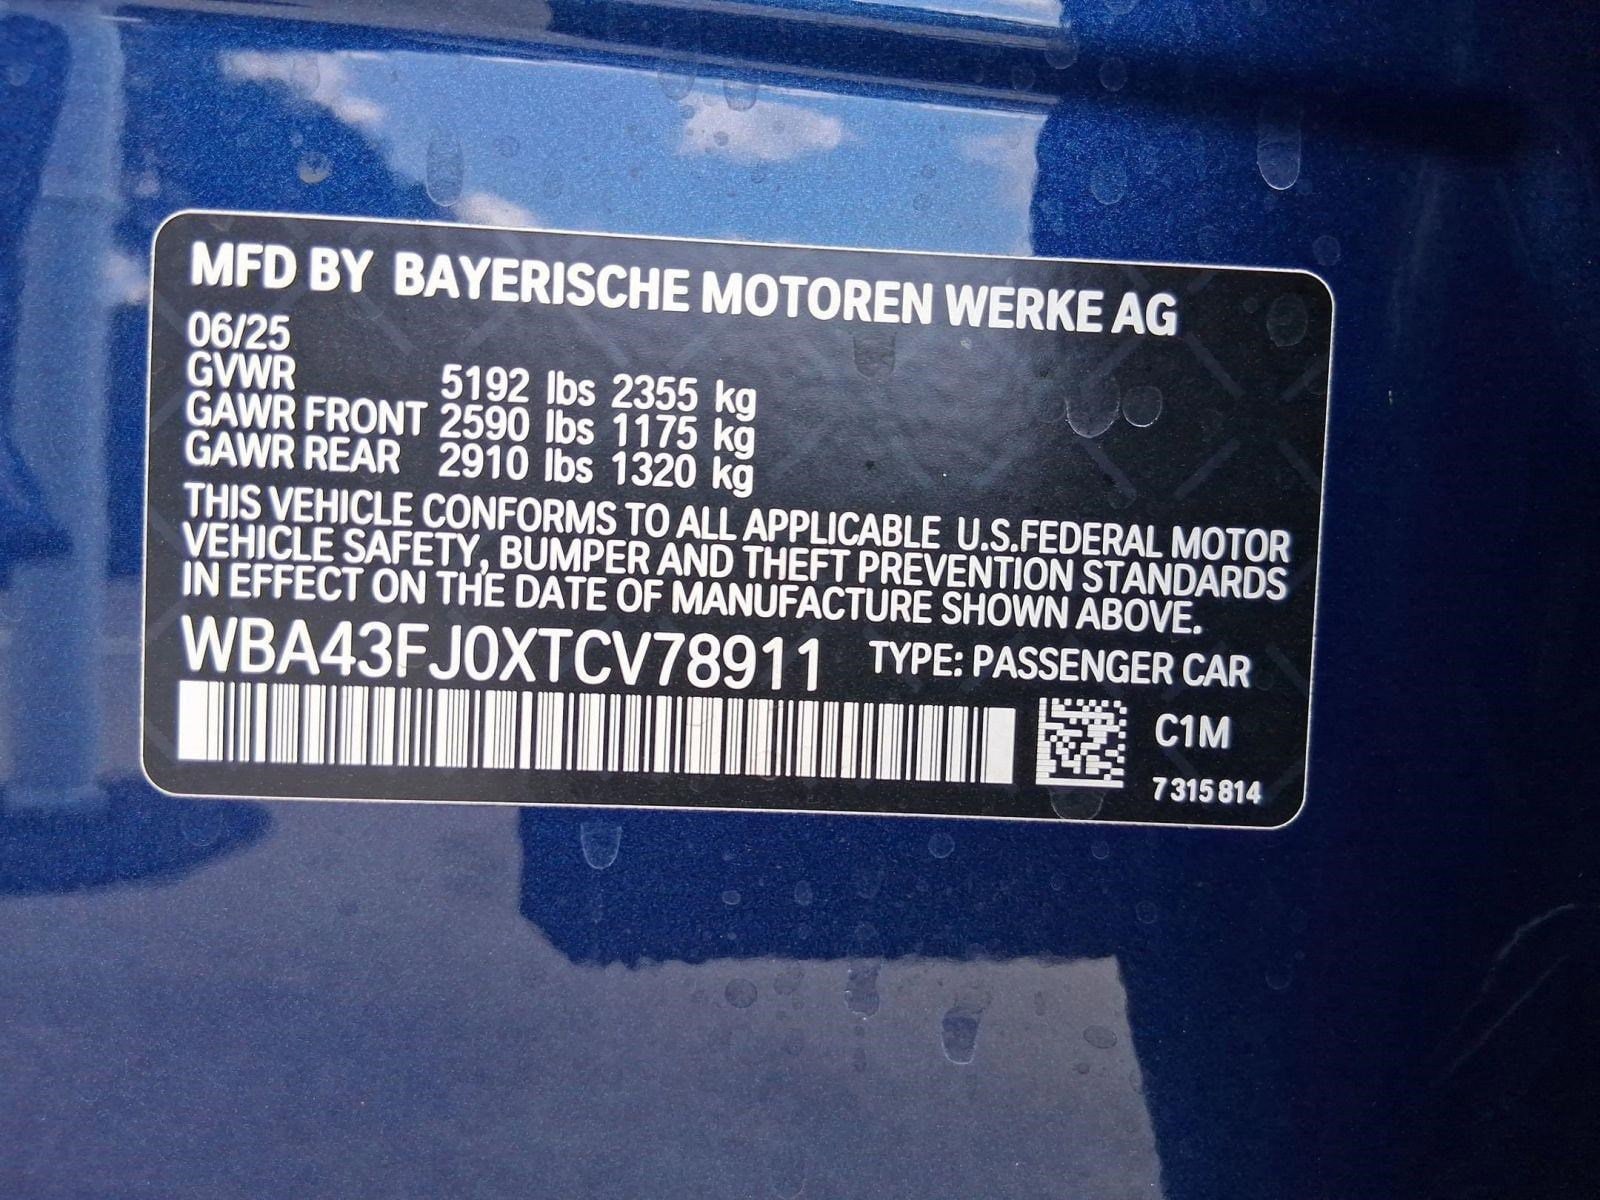 MFD BY BAYERISCHE MOTOREN WERKE AG
06/25
GVWR 5192 lbs 2355 kg
GAWR FRONT 2590 lbs 1175 kg
GAWR REAR 2910 lbs 1320 kg
THIS VEHICLE CONFORMS TO ALL APPLICABLE U.S.FEDERAL MOTOR
VEHICLE SAFETY, BUMPER AND THEFT PREVENTION STANDARDS
IN EFFECT ON THE DATE OF MANUFACTURE SHOWN ABOVE.
WBA43FJ0XTCV78911 TYPE: PASSENGER CAR
C1M
7 315 814